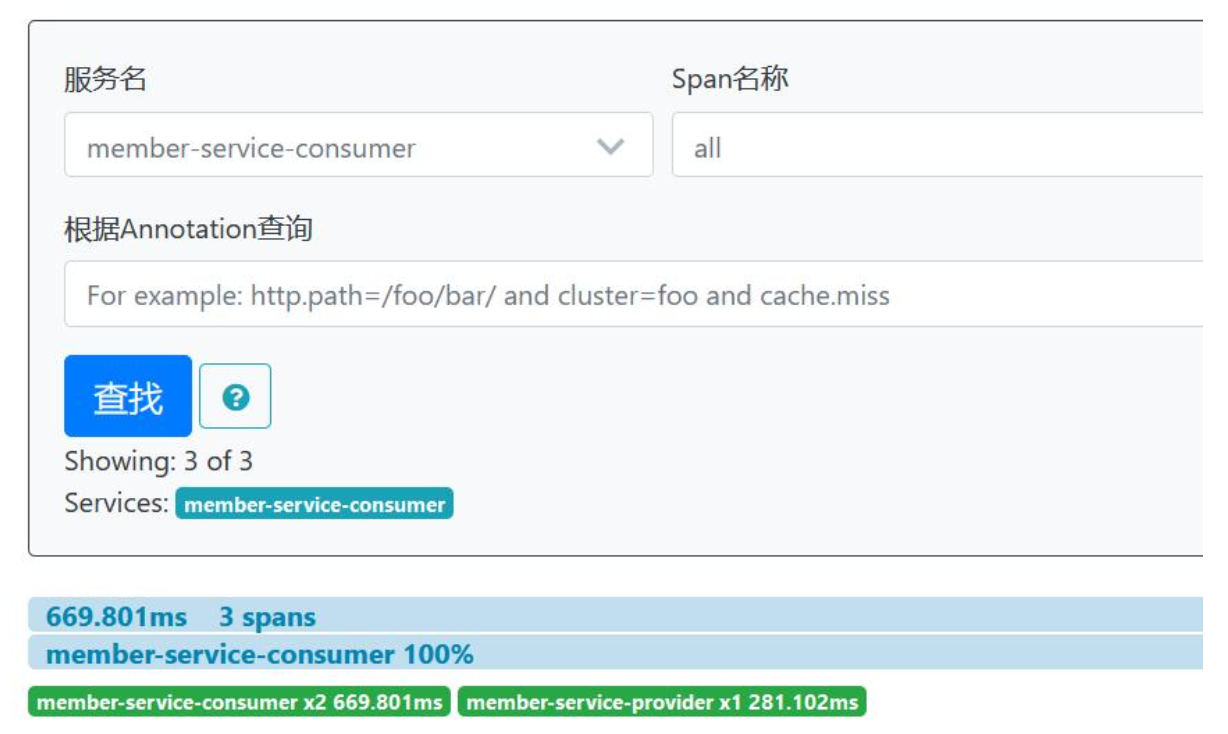 服务名 Span名称
member-service-consumer all
根据Annotation查询
For example: http.path=/foo/bar/ and cluster=foo and cache.miss
查找 ?
Showing: 3 of 3
Services: member-service-consumer
669.801ms 3 spans
member-service-consumer 100%
member-service-consumer x2 669.801ms member-service-provider x1 281.102ms